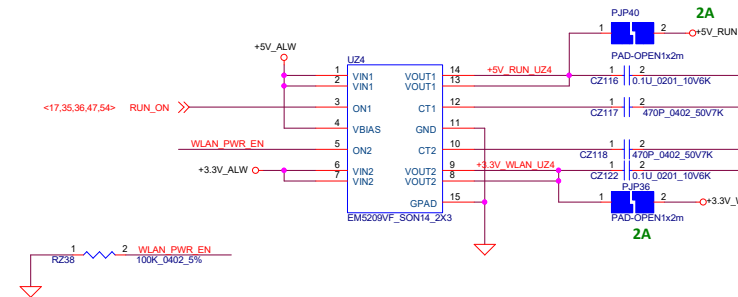 PJP40
2A
1 2
+5V_RUN
PAD-OPEN1x2m
+5V_ALW
UZ4
1 VIN1 VOUT1 14 +5V_RUN_UZ4
2 VIN1 VOUT1 13
1 2
CZ116 0.1U_0201_10V6K
<17,35,36,47,54> RUN_ON
3 ON1 CT1 12
1 2
CZ117 470P_0402_50V7K
4 VBIAS GND 11
WLAN_PWR_EN
5 ON2 CT2 10
1 2
CZ118 470P_0402_50V7K
+3.3V_ALW
6 VIN2 VOUT2 9 +3.3V_WLAN_UZ4
7 VIN2 VOUT2 8
1 2
CZ122 0.1U_0201_10V6K
PJP36
GPAD 15
1 2
EM5209VF_SON14_2X3
PAD-OPEN1x2m
2A
1 2 WLAN_PWR_EN
RZ38 100K_0402_5%